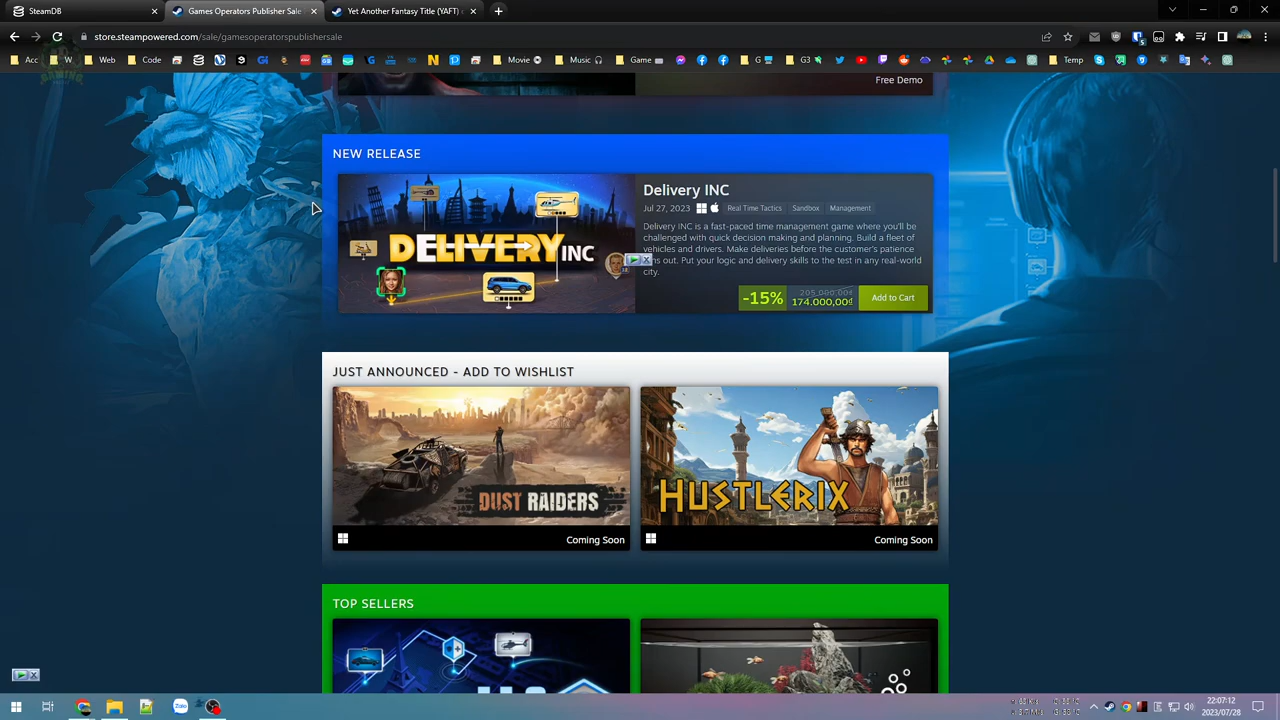 SteamDB
Games Operators Publisher Sale
Yet Another Fantasy Title (YAFT)
store.steampowered.com/sale/gamesoperatorspublishersale
Acc
Web
Code
Movie
Music
Game
G
G3
Temp
GAMING
Free Demo
NEW RELEASE
DELIVERY INC
Delivery INC
Jul 27, 2023 Real Time Tactics Sandbox Management
Delivery INC is a fast-paced time management game where you'll be
challenged with quick decision making and planning. Build a fleet of
vehicles and drivers. Make deliveries before the customer's patience
ns out. Put your logic and delivery skills to the test in any real-world
city.
-15%
205.000,00₫
174.000,00₫
Add to Cart
JUST ANNOUNCED - ADD TO WISHLIST
DUST RAIDERS
HUSTLERIX
Coming Soon
Coming Soon
TOP SELLERS
22:07:12
2023/07/28